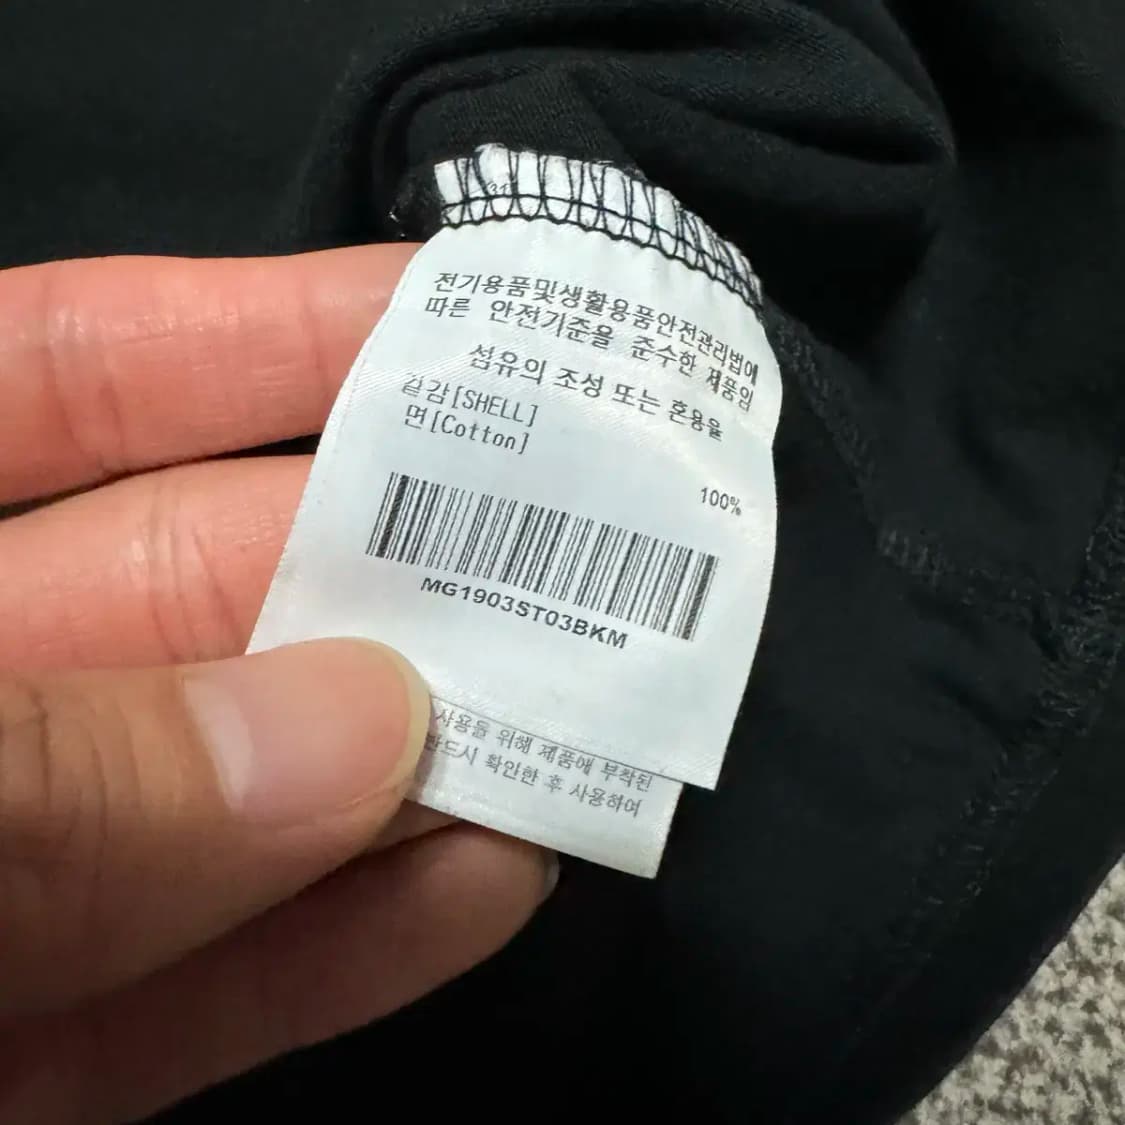 전기용품및생활용품안전관리법에
따른 안전기준을 준수한 제품임
섬유의 조성 또는 혼용율
겉감[SHELL]
면[Cotton]
100%
MG1903ST03BKM
사용을 위해 제품에 부착된
반드시 확인한 후 사용하여